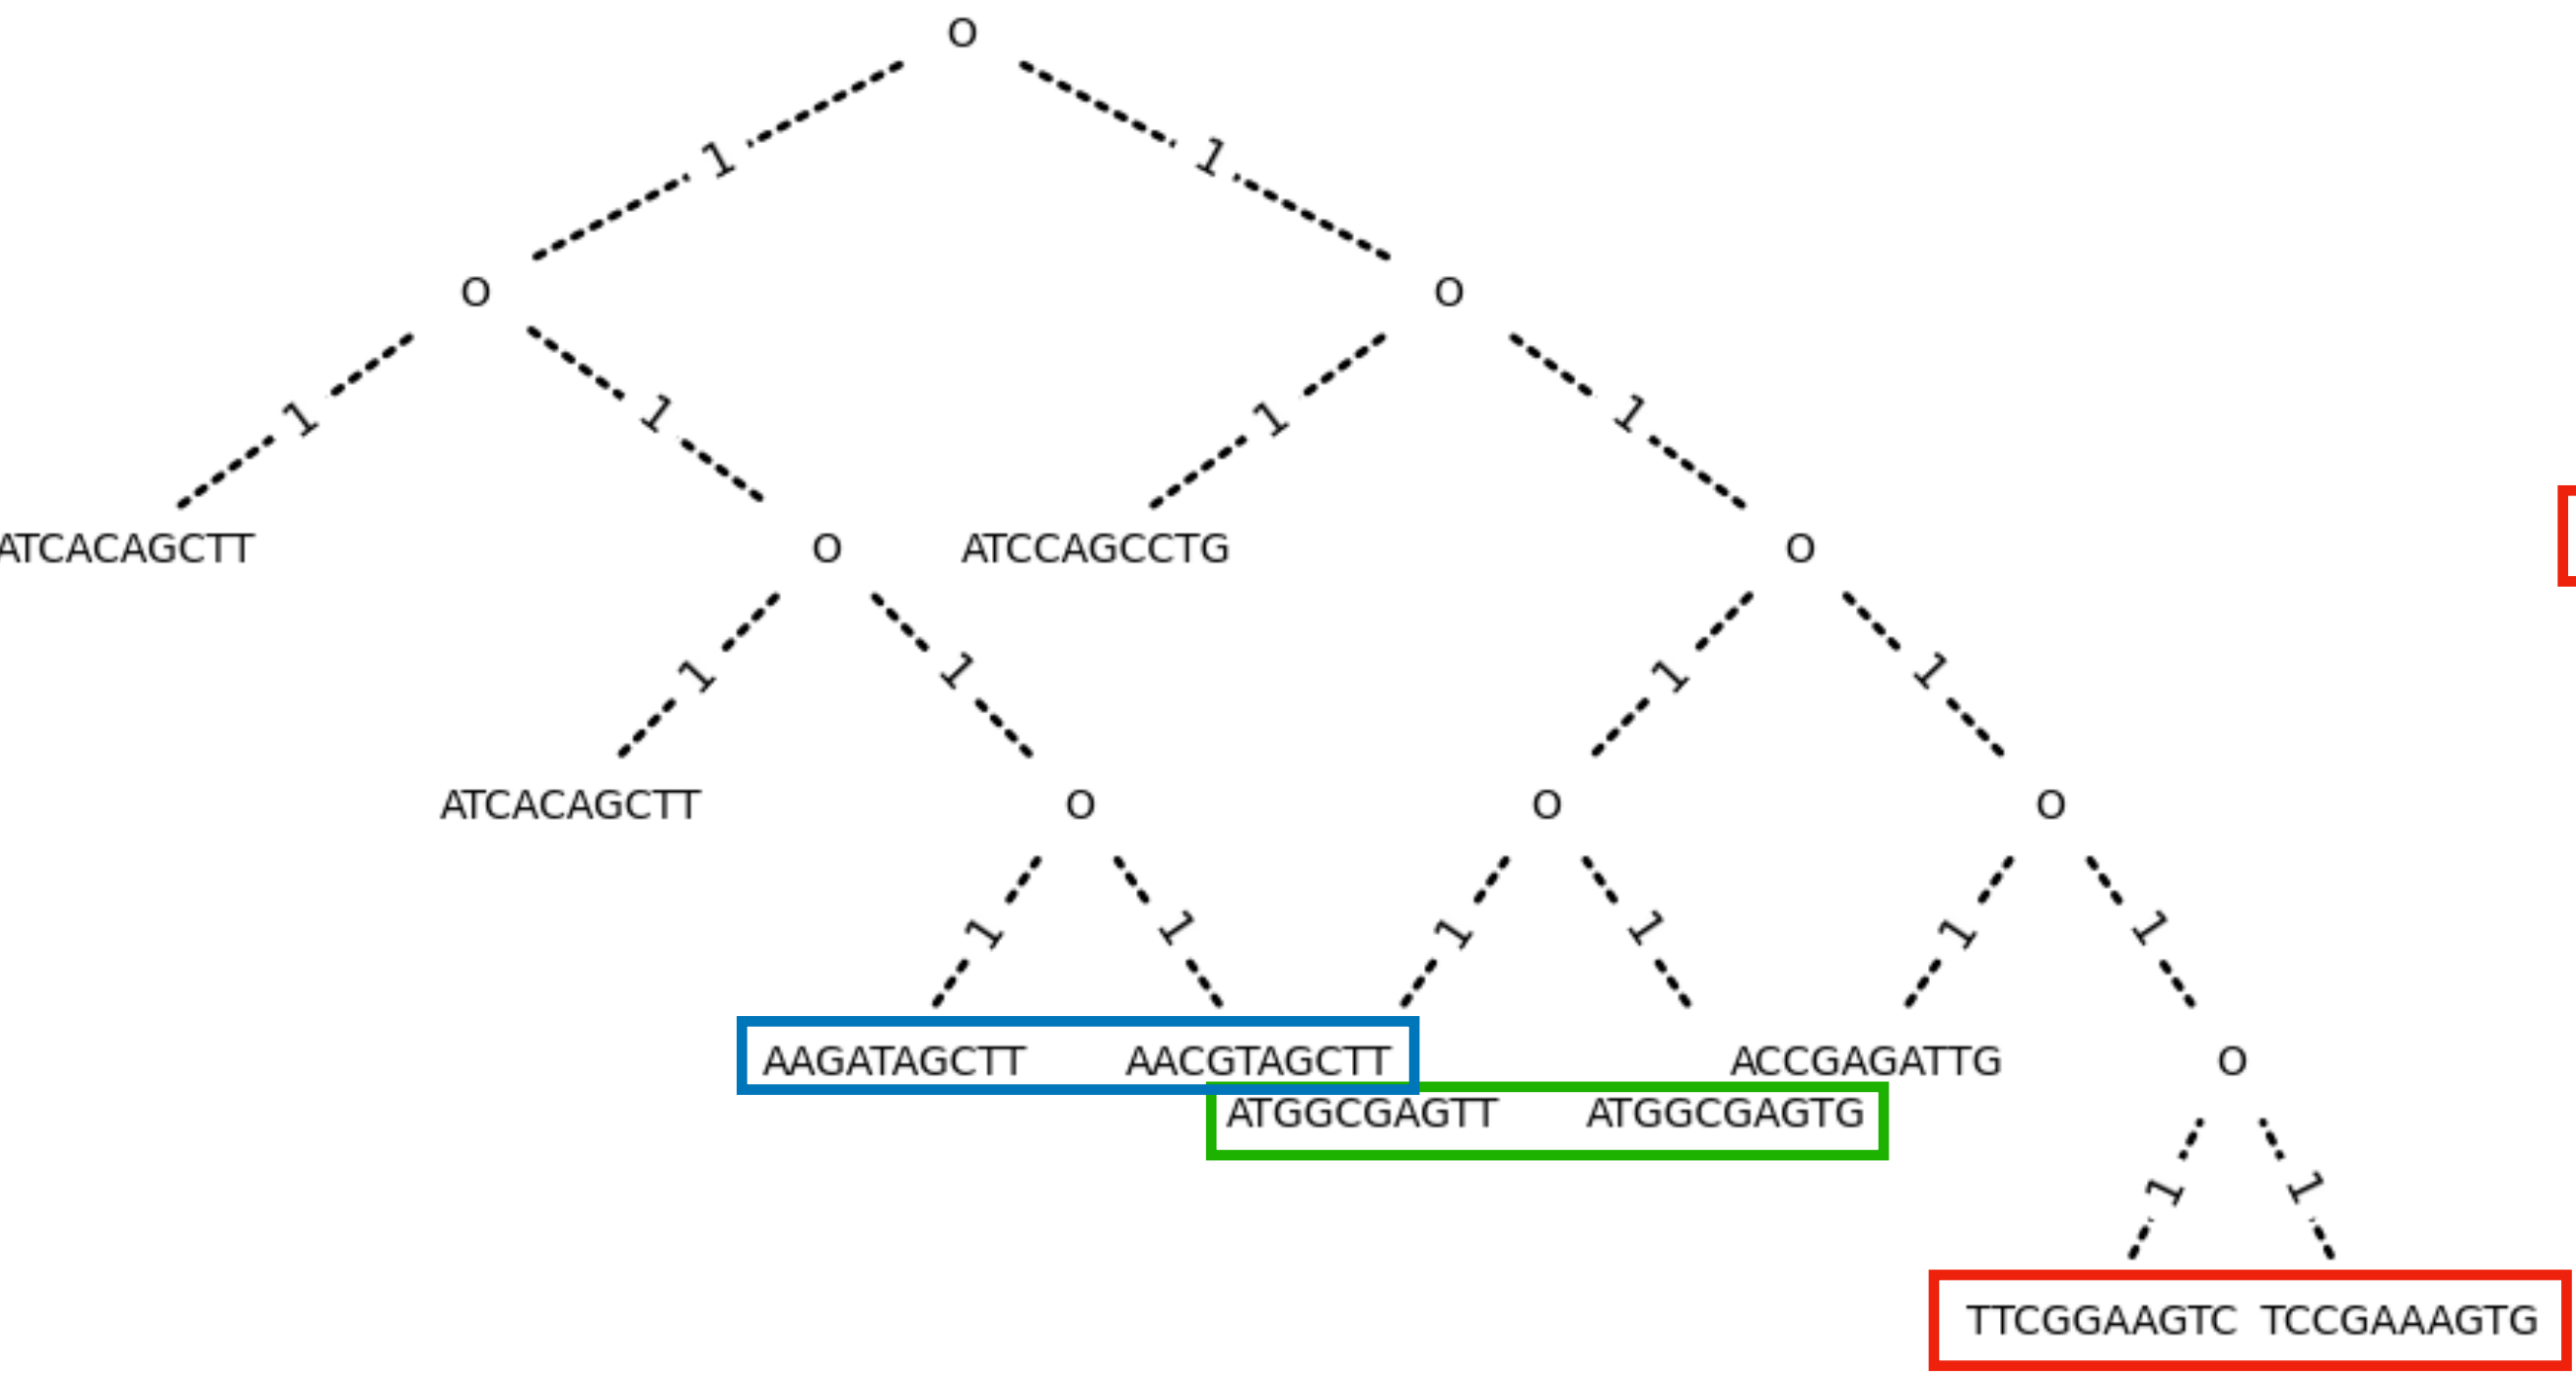 O
1 1
O O
1 1 1 1
ATCACAGCTT O ATCCAGCCTG O
1 1 1 1
ATCACAGCTT O O O
1 1 1 1 1 1
AAGATAGCTT AACGTAGCTT ACCGAGATTG O
ATGGCGAGTT ATGGCGAGTG
1 1
TTCGGAAGTC TCCGAAAGTG